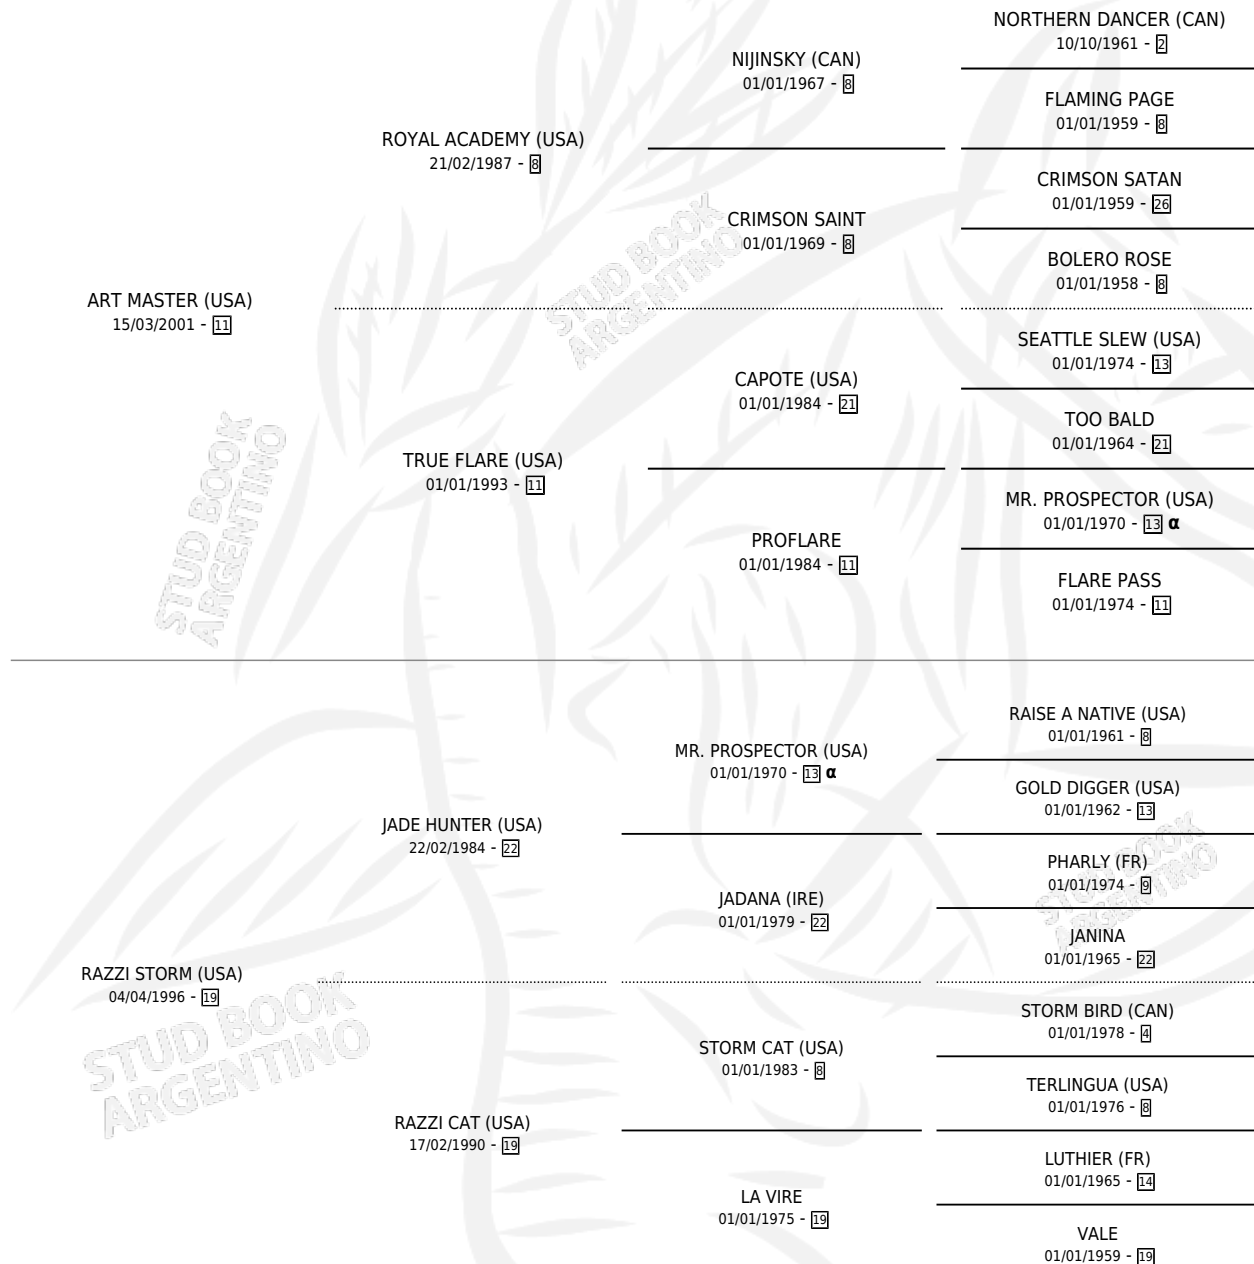 NORTHERN DANCER (CAN)
10/10/1961 - 2
NIJINSKY (CAN)
01/01/1967 - 8
FLAMING PAGE
01/01/1959 - 8
ROYAL ACADEMY (USA)
21/02/1987 - 8
CRIMSON SATAN
01/01/1959 - 26
CRIMSON SAINT
01/01/1969 - 8
BOLERO ROSE
01/01/1958 - 8
ART MASTER (USA)
15/03/2001 - 11
SEATTLE SLEW (USA)
01/01/1974 - 13
CAPOTE (USA)
01/01/1984 - 21
TOO BALD
01/01/1964 - 21
TRUE FLARE (USA)
01/01/1993 - 11
MR. PROSPECTOR (USA)
01/01/1970 - 13 α
PROFLARE
01/01/1984 - 11
FLARE PASS
01/01/1974 - 11
RAISE A NATIVE (USA)
01/01/1961 - 8
MR. PROSPECTOR (USA)
01/01/1970 - 13 α
GOLD DIGGER (USA)
01/01/1962 - 13
JADE HUNTER (USA)
22/02/1984 - 22
PHARLY (FR)
01/01/1974 - 9
JADANA (IRE)
01/01/1979 - 22
JANINA
01/01/1965 - 22
RAZZI STORM (USA)
04/04/1996 - 19
STORM BIRD (CAN)
01/01/1978 - 4
STORM CAT (USA)
01/01/1983 - 8
TERLINGUA (USA)
01/01/1976 - 8
RAZZI CAT (USA)
17/02/1990 - 19
LUTHIER (FR)
01/01/1965 - 14
LA VIRE
01/01/1975 - 19
VALE
01/01/1959 - 19
STUD BOOK
ARGENTINO
STUD BOOK
ARGENTINO
STUD BOOK
ARGENTINO
STUD BOOK
ARGENTINO